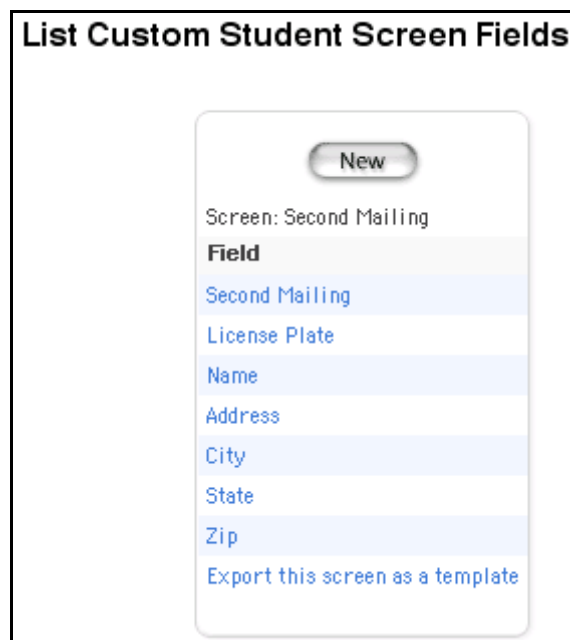 List Custom Student Screen Fields
New
Screen: Second Mailing
Field
Second Mailing
License Plate
Name
Address
City
State
Zip
Export this screen as a template